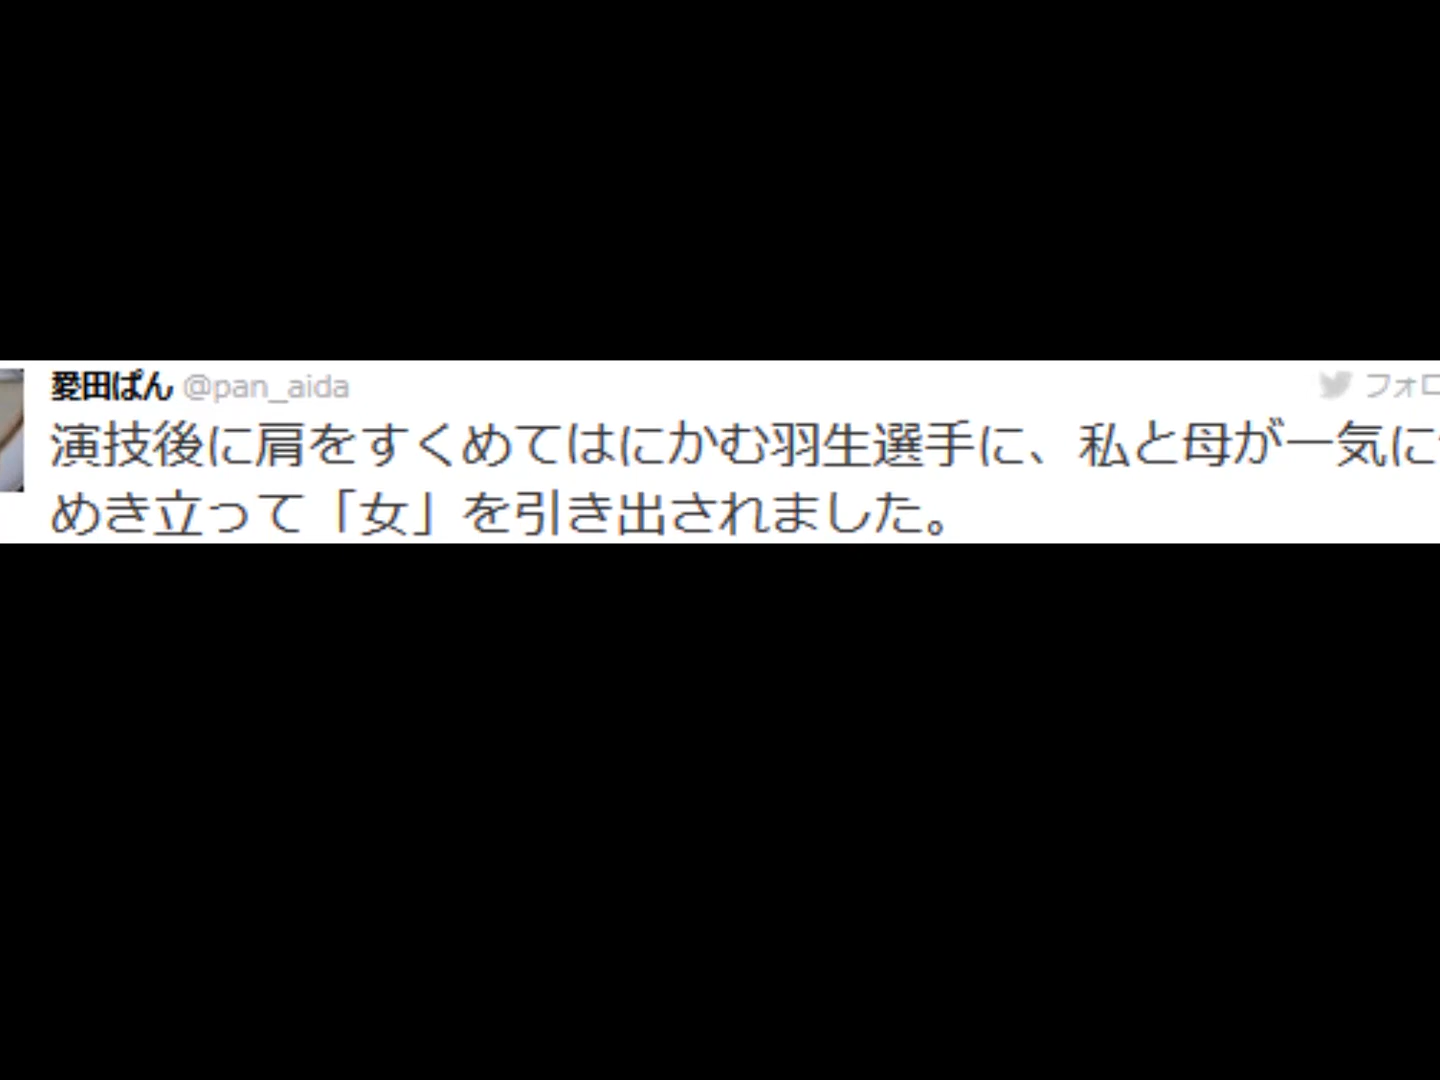 愛田ぱん @pan_aida フォロ
演技後に肩をすくめてはにかむ羽生選手に、私と母が一気に
めき立って「女」を引き出されました。